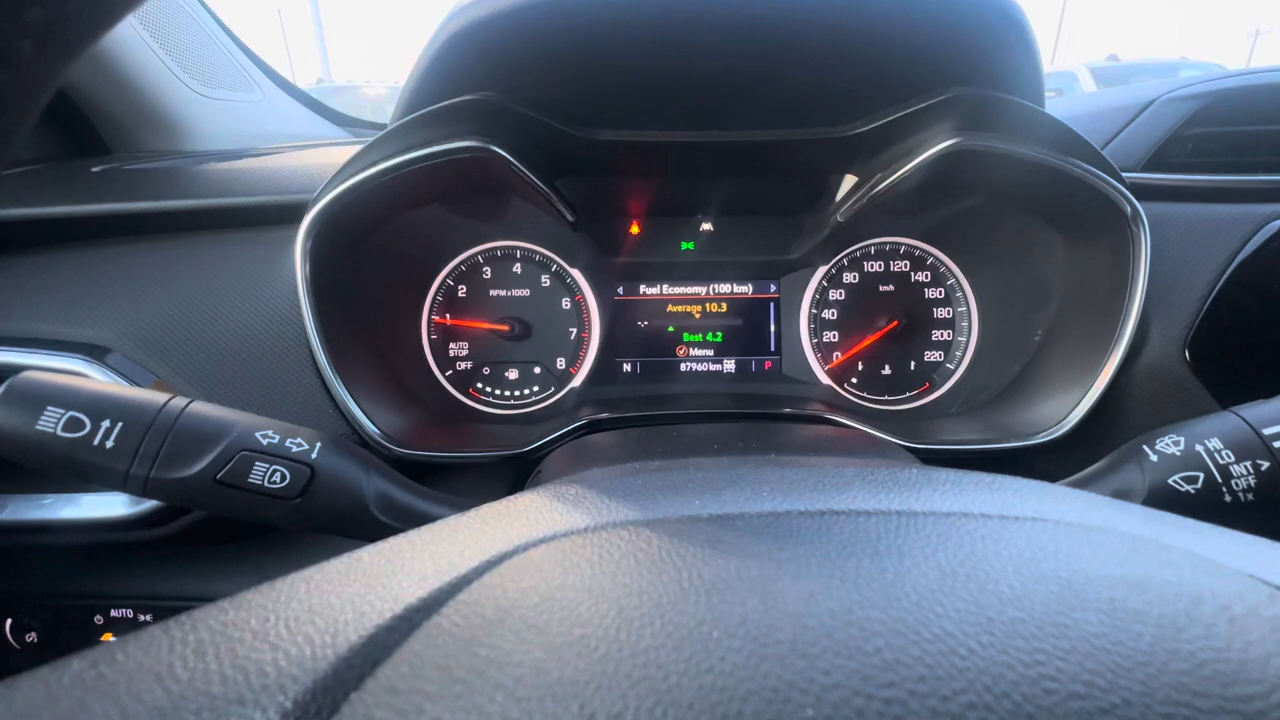 1
2
3
4
5
6
7
8
RPM x1000
AUTO
STOP
OFF
Fuel Economy (100 km)
Average 10.3
-.-
Best 4.2
Menu
N
87960 km
P
0
20
40
60
80
100
120
140
160
180
200
220
km/h
A
HI
LO
INT
OFF
1x
AUTO